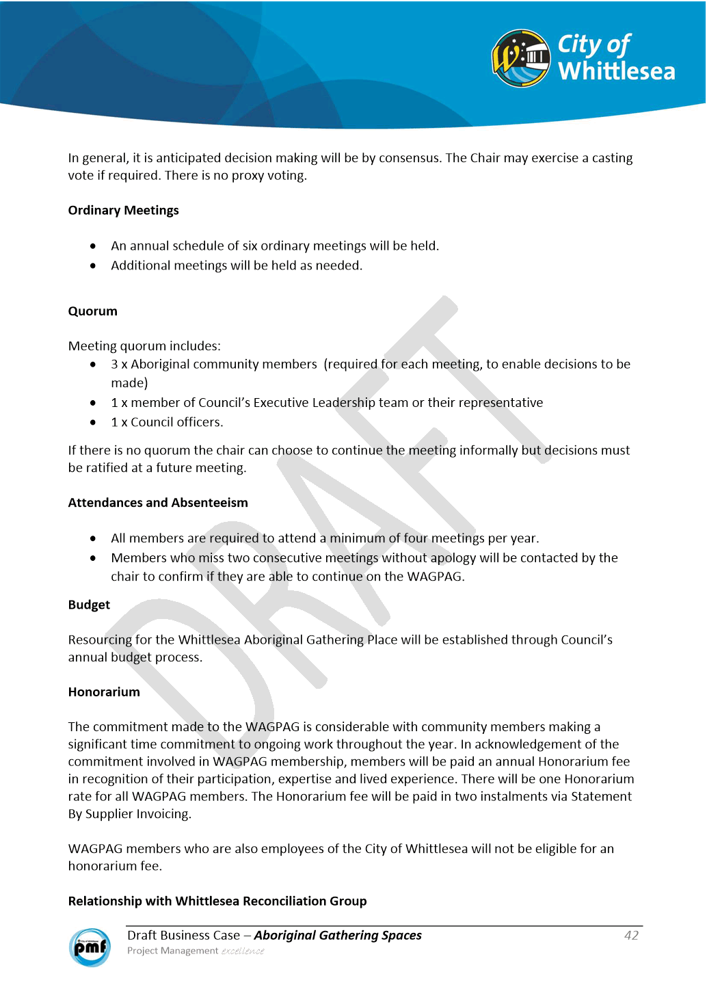 City of
Whittlesea
In general, it is anticipated decision making will be by consensus. The Chair may exercise a casting
vote if required. There is no proxy voting.
Ordinary Meetings
• An annual schedule of six ordinary meetings will be held.
• Additional meetings will be held as needed.
Quorum
Meeting quorum includes:
• 3 x Aboriginal community members  (required for each meeting, to enable decisions to be
made)
• 1 x member of Council’s Executive Leadership team or their representative
• 1 x Council officers.
If there is no quorum the chair can choose to continue the meeting informally but decisions must
be ratified at a future meeting.
Attendances and Absenteeism
• All members are required to attend a minimum of four meetings per year.
• Members who miss two consecutive meetings without apology will be contacted by the
chair to confirm if they are able to continue on the WAGPAG.
Budget
Resourcing for the Whittlesea Aboriginal Gathering Place will be established through Council’s
annual budget process.
Honorarium
The commitment made to the WAGPAG is considerable with community members making a
significant time commitment to ongoing work throughout the year. In acknowledgement of the
commitment involved in WAGPAG membership, members will be paid an annual Honorarium fee
in recognition of their participation, expertise and lived experience. There will be one Honorarium
rate for all WAGPAG members. The Honorarium fee will be paid in two instalments via Statement
By Supplier Invoicing.
WAGPAG members who are also employees of the City of Whittlesea will not be eligible for an
honorarium fee.
Relationship with Whittlesea Reconciliation Group
DRAFT
Draft Business Case – Aboriginal Gathering Spaces 42
Project Management excellence
City of Whittlesea
pmf